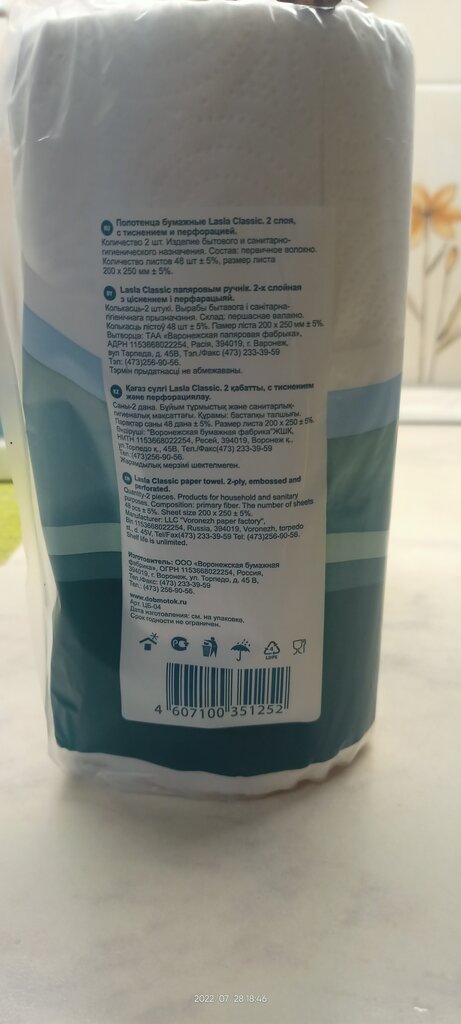 RU Полотенца бумажные Lasla Classic. 2 слоя,
с тиснением и перфорацией.
Количество 2 шт. Изделие бытового и санитарно-
гигиенического назначения. Состав: первичное волокно.
Количество листов 48 шт ± 5%, размер листа
200 х 250 мм ± 5%.
BY Lasla Classic папяровым ручнік. 2-х слойная
з ціснением і перфарацыяй.
Колькасць-2 штукі. Вырабы бытавога і санітарна-
гігіенічнага прызначэння. Склад: першаснае валакно.
Колькасць лістоў 48 шт ± 5%. Памер ліста 200 х 250 мм ± 5%.
Вытворца: ТАА «Варонежская папяровая фабрыка»,
АДРН 1153668022254, Расія, 394019, г. Варонеж,
вул Тарпеда, д. 45В, Тэл./Факс (473) 233-39-59
Тэл: (473)256-90-56.
Тэрмін прыдатнасці не абмежаваны.
KZ Қағаз сүлгі Lasla Classic. 2 қабатты, с тиснением
және перфорациялау.
Саны-2 дана. Бұйым тұрмыстық және санитарлық-
гигиеналық мақсаттағы. Құрамы: бастапқы талшығы.
Парақтар саны 48 дана ± 5%. Размер листа 200 х 250 ± 5%.
Өндіруші: "Воронежская бумажная фабрика"ЖШҚ,
НМТН 1153668022254, Ресей, 394019, Воронеж қ.,
ул.Торпедо к., 45В, Тел./Факс(473) 233-39-59
Тел.:(473)256-90-56.
Жарамдылық мерзімі шектелмеген.
Lasla Classic paper towel. 2-ply, embossed and
perforated.
Quantity-2 pieces. Products for household and sanitary
purposes. Composition: primary fiber. The number of sheets
48 pcs ± 5%. Sheet size 200 x 250 ± 5%.
Manufacturer: LLC "Voronezh paper factory",
Bin 1153668022254, Russia, 394019, Voronezh, torpedo
st., d. 45V, Tel/Fax(473) 233-39-59 Tel: (473)256-90-56.
Shelf life is unlimited.
Изготовитель: ООО «Воронежская бумажная
фабрика», ОГРН 1153668022254, Россия,
394019, г. Воронеж, ул. Торпедо, д. 45 В,
Тел./Факс: (473) 233-39-59
Тел.: (473) 256-90-56
www.dobmotok.ru
Арт. ЦБ-04
Дата изготовления: см. на упаковке.
Срок годности не ограничен.
4
LDPE
4 607100 351252
2022 07 28 18:46